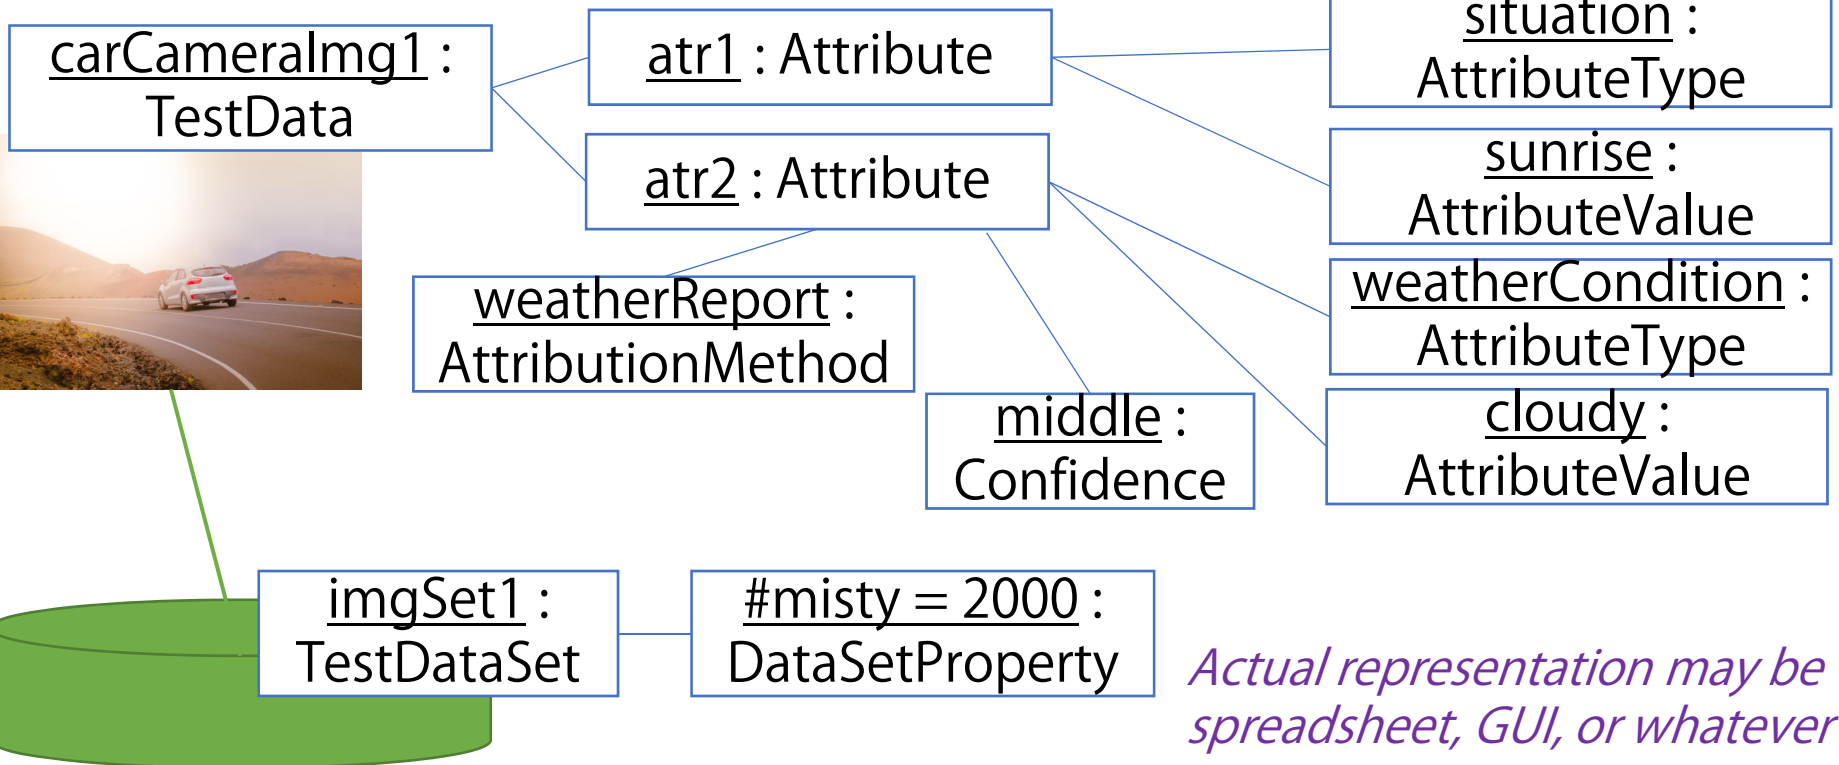 carCameraImg1 :
TestData
atr1 : Attribute
atr2 : Attribute
situation :
AttributeType
sunrise :
AttributeValue
weatherReport :
AttributionMethod
weatherCondition :
AttributeType
middle :
Confidence
cloudy :
AttributeValue
imgSet1 :
TestDataSet
#misty = 2000 :
DataSetProperty
Actual representation may be
spreadsheet, GUI, or whatever